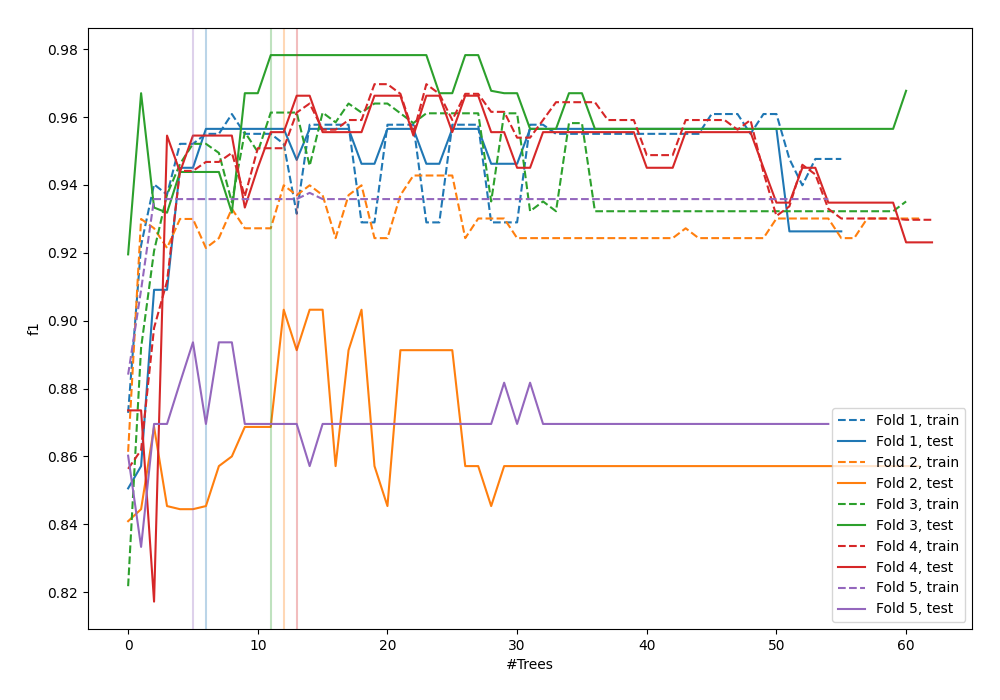 0.98
0.96
0.94
0.92
0.90
0.88
0.86
0.84
0.82
f1
0
10
20
30
40
50
60
#Trees
Fold 1, train
Fold 1, test
Fold 2, train
Fold 2, test
Fold 3, train
Fold 3, test
Fold 4, train
Fold 4, test
Fold 5, train
Fold 5, test